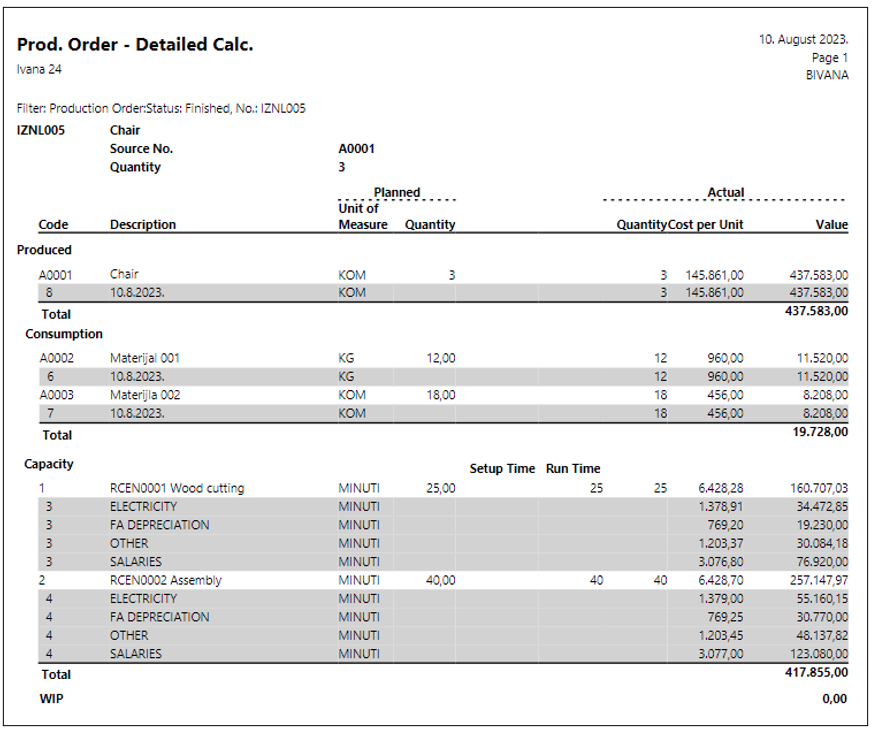 Prod. Order - Detailed Calc. 10. August 2023.
Ivana 24 Page 1
BIVANA
Filter: Production Order:Status: Finished, No.: IZNL005
IZNL005 Chair
Source No. A0001
Quantity 3
Planned Actual
Unit of
Code Description Measure Quantity Quantity Cost per Unit Value
Produced
A0001 Chair KOM 3 3 145.861,00 437.583,00
8 10.8.2023. KOM 3 145.861,00 437.583,00
Total 437.583,00
Consumption
A0002 Materijal 001 KG 12,00 12 960,00 11.520,00
6 10.8.2023. KG 12 960,00 11.520,00
A0003 Materijla 002 KOM 18,00 18 456,00 8.208,00
7 10.8.2023. KOM 18 456,00 8.208,00
Total 19.728,00
Capacity Setup Time Run Time
1 RCEN0001 Wood cutting MINUTI 25,00 25 25 6.428,28 160.707,03
3 ELECTRICITY MINUTI 1.378,91 34.472,85
3 FA DEPRECIATION MINUTI 769,20 19.230,00
3 OTHER MINUTI 1.203,37 30.084,18
3 SALARIES MINUTI 3.076,80 76.920,00
2 RCEN0002 Assembly MINUTI 40,00 40 40 6.428,70 257.147,97
4 ELECTRICITY MINUTI 1.379,00 55.160,15
4 FA DEPRECIATION MINUTI 769,25 30.770,00
4 OTHER MINUTI 1.203,45 48.137,82
4 SALARIES MINUTI 3.077,00 123.080,00
Total 417.855,00
WIP 0,00